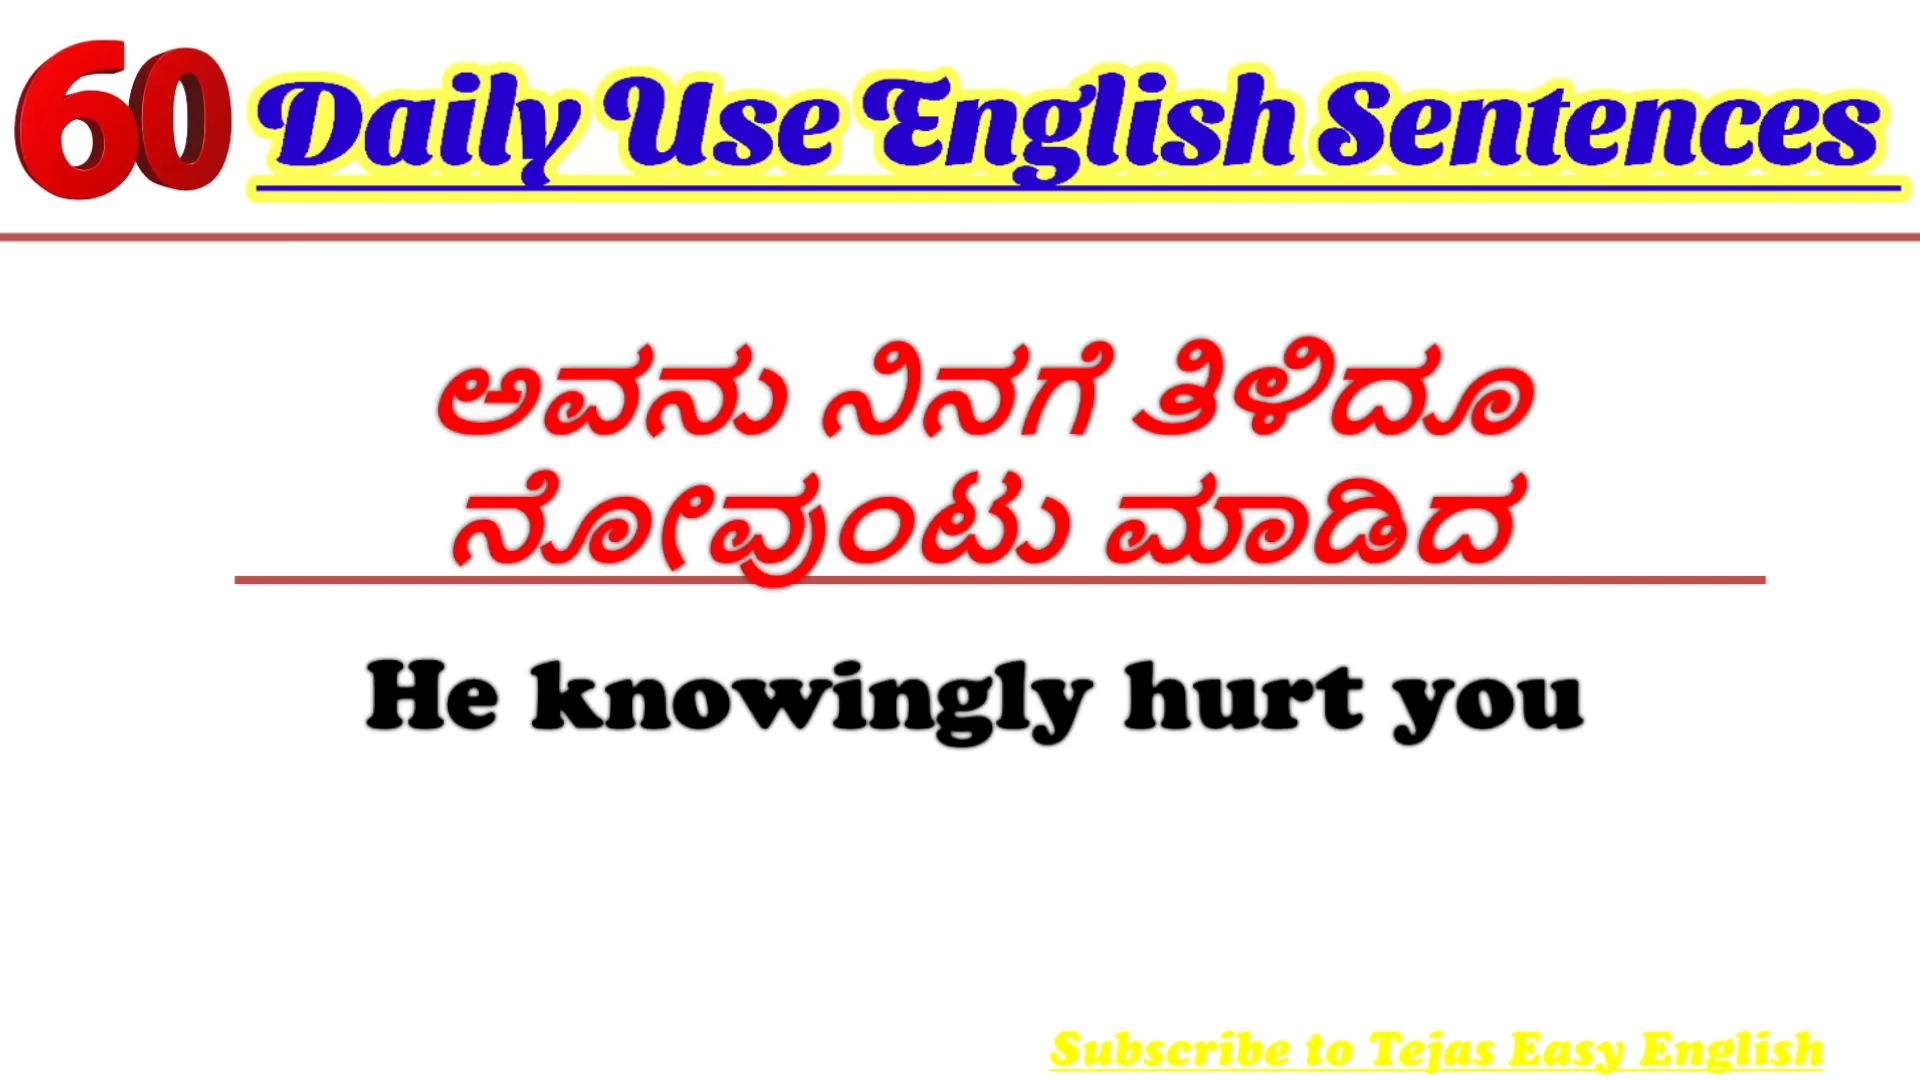 60 Daily Use English Sentences
ಅವನು ನಿನಗೆ ತಿಳಿದೂ
ನೋವುಂಟು ಮಾಡಿದ
He knowingly hurt you
Subscribe to Tejas Easy English